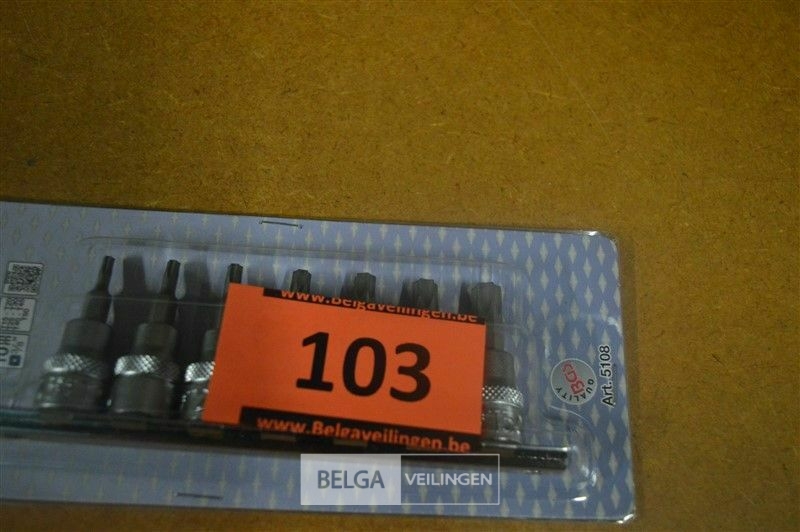 www.Belgaveilingen.be
103
www.Belgaveilingen.be
BGS
QUALITY
Art. 5108
BELGA VEILINGEN